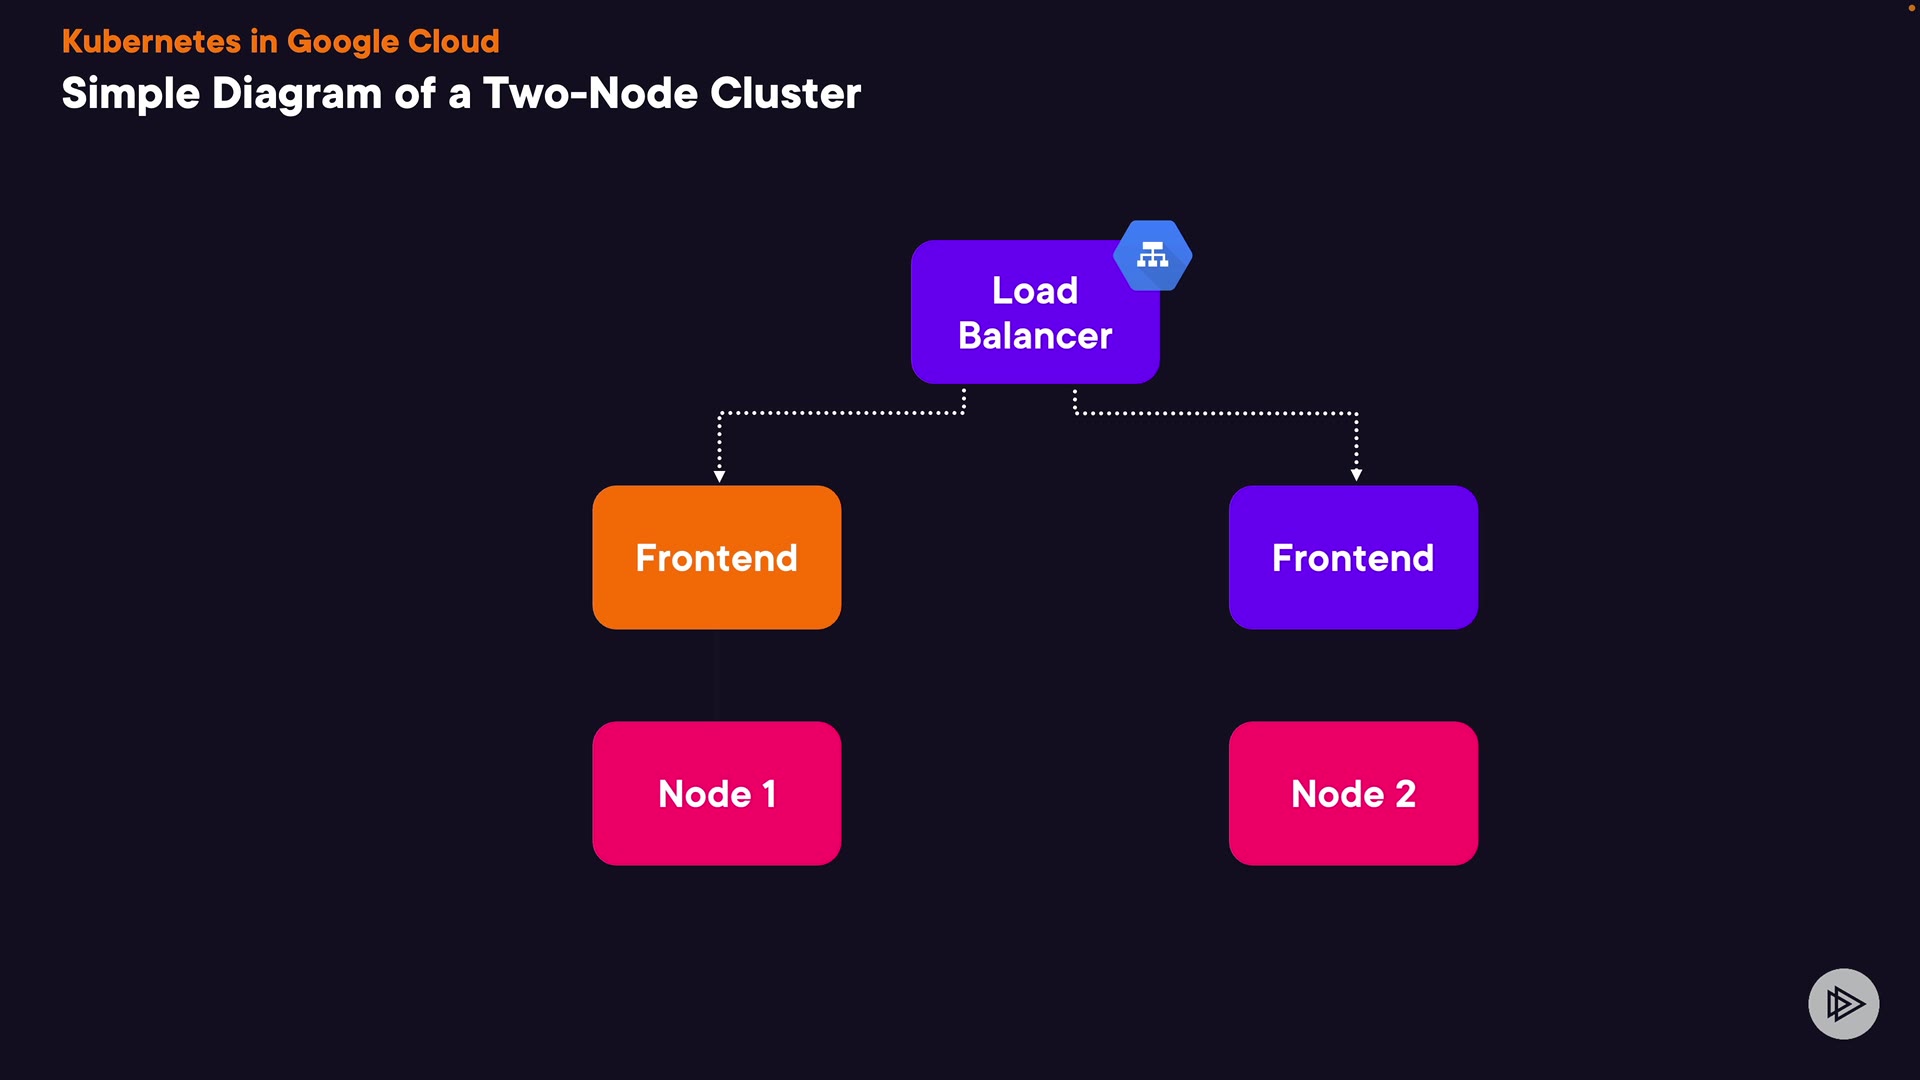 Kubernetes in Google Cloud
Simple Diagram of a Two-Node Cluster
Load
Balancer
Frontend
Frontend
Node 1
Node 2